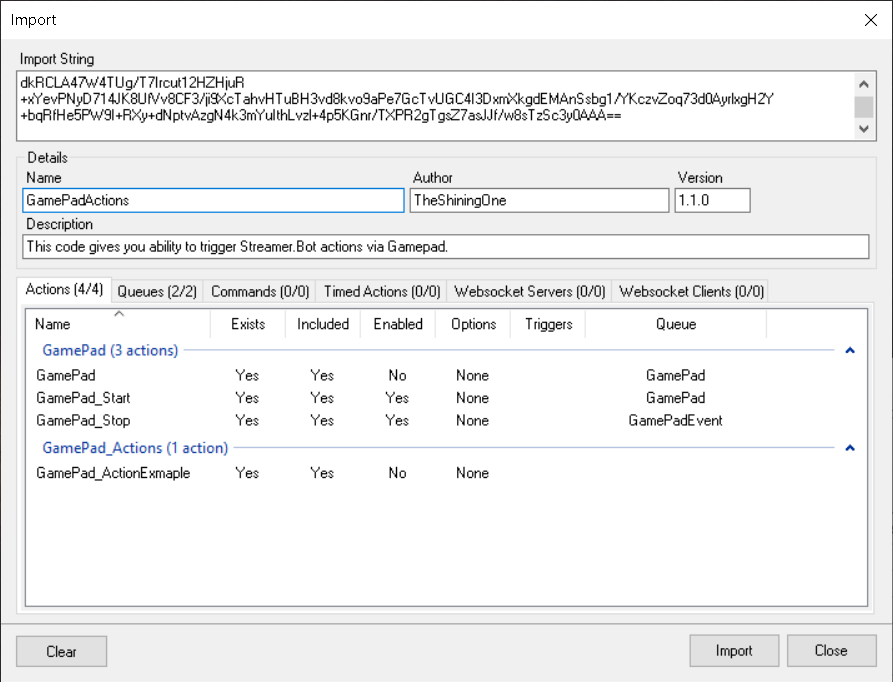 Import
Import String
dkRCLA47W4TUg/T7Ircut12HZHjuR
+xYevPNyD714JK8UfVv8CF3/ji9XcTahvHTuBH3vd8kvo9aPe7GcTvUGC4I3DxmXkgdEMAnSsbg1/YKczvZoq73d0AyrlxgH2Y
+bqRfHe5PW9I+RXy+dNptvAzgN4k3mYuIthLvzl+4p5KGnr/TXPR2gTgsZ7asJJf/w8sTzSc3y0AAA==
Details
Name Author Version
GamePadActions TheShiningOne 1.1.0
Description
This code gives you ability to trigger Streamer.Bot actions via Gamepad.
Actions (4/4) Queues (2/2) Commands (0/0) Timed Actions (0/0) Websocket Servers (0/0) Websocket Clients (0/0)
Name Exists Included Enabled Options Triggers Queue
GamePad (3 actions)
GamePad Yes Yes No None GamePad
GamePad_Start Yes Yes Yes None GamePad
GamePad_Stop Yes Yes Yes None GamePadEvent
GamePad_Actions (1 action)
GamePad_ActionExmaple Yes Yes No None
Clear Import Close